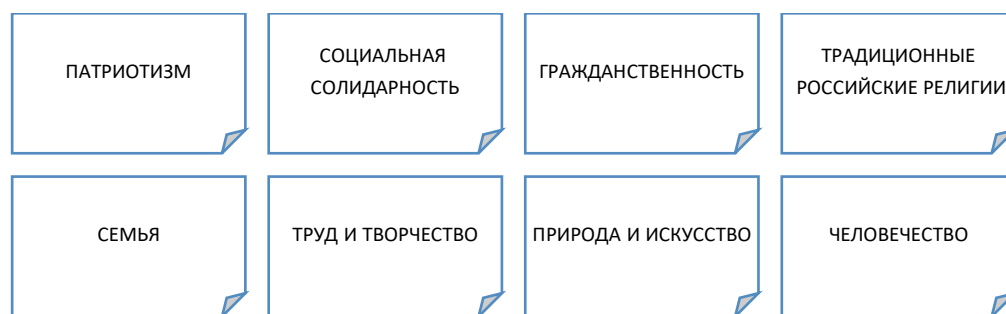 ПАТРИОТИЗМ
СОЦИАЛЬНАЯ
СОЛИДАРНОСТЬ
ГРАЖДАНСТВЕННОСТЬ
ТРАДИЦИОННЫЕ
РОССИЙСКИЕ РЕЛИГИИ
СЕМЬЯ
ТРУД И ТВОРЧЕСТВО
ПРИРОДА И ИСКУССТВО
ЧЕЛОВЕЧЕСТВО